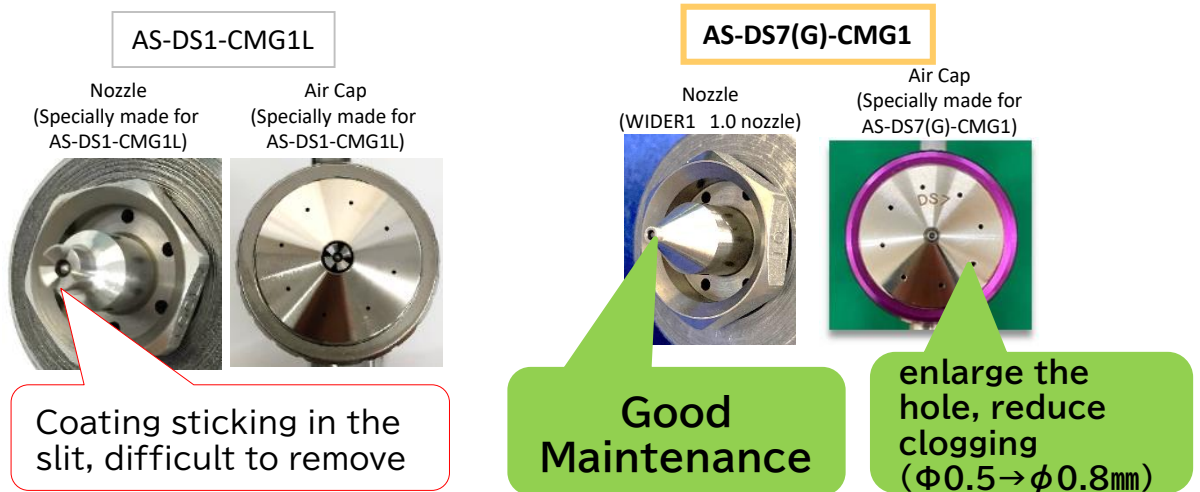 AS-DS1-CMG1L
Nozzle
(Specially made for
AS-DS1-CMG1L)
Air Cap
(Specially made for
AS-DS1-CMG1L)
Coating sticking in the
slit, difficult to remove
AS-DS7(G)-CMG1
Nozzle
(WIDER1 1.0 nozzle)
Air Cap
(Specially made for
AS-DS7(G)-CMG1)
DS7
Good
Maintenance
enlarge the
hole, reduce
clogging
(Φ0.5→φ0.8㎜)